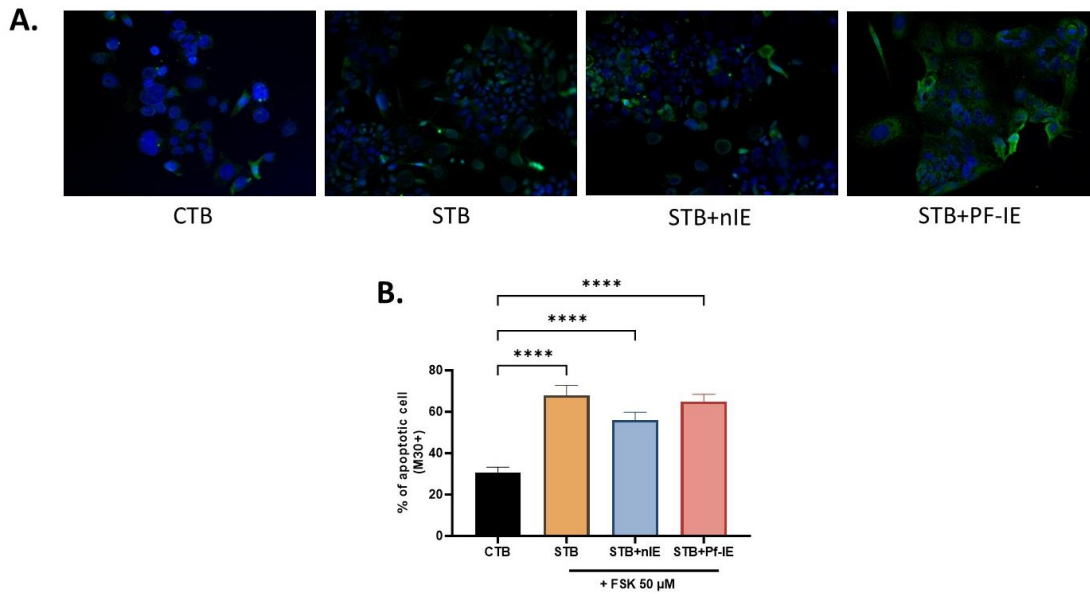 A.
CTB
STB
STB+nIE
STB+PF-IE
B.
****
****
****
80
60
40
20
0
% of apoptotic cell
(M30+)
CTB
STB
STB+nIE
STB+Pf-IE
+ FSK 50 µM